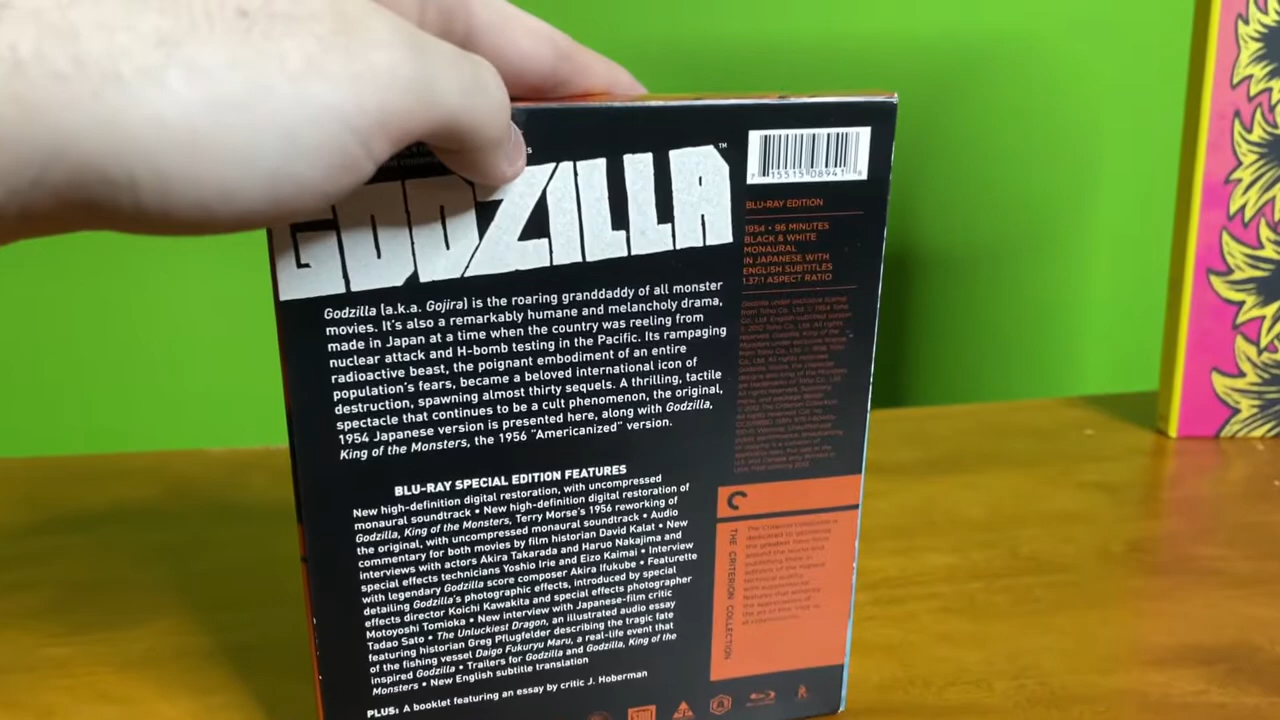 GODZILLA™
Godzilla (a.k.a. Gojira) is the roaring granddaddy of all monster
movies. It's also a remarkably humane and melancholy drama,
made in Japan at a time when the country was reeling from
nuclear attack and H-bomb testing in the Pacific. Its rampaging
radioactive beast, the poignant embodiment of an entire
population's fears, became a beloved international icon of
destruction, spawning almost thirty sequels. A thrilling, tactile
spectacle that continues to be a cult phenomenon, the original,
1954 Japanese version is presented here, along with Godzilla,
King of the Monsters, the 1956 "Americanized" version.
BLU-RAY SPECIAL EDITION FEATURES
New high-definition digital restoration, with uncompressed
monaural soundtrack • New high-definition digital restoration of
Godzilla, King of the Monsters, Terry Morse's 1956 reworking of
the original, with uncompressed monaural soundtrack • Audio
commentary for both movies by film historian David Kalat • New
interviews with actors Akira Takarada and Haruo Nakajima and
special effects technicians Yoshio Irie and Eizo Kaimai • Interview
with legendary Godzilla score composer Akira Ifukube • Featurette
detailing Godzilla's photographic effects, introduced by special
effects director Koichi Kawakita and special effects photographer
Motoyoshi Tomioka • New interview with Japanese-film critic
Tadao Sato • The Unluckiest Dragon, an illustrated audio essay
featuring historian Greg Pflugfelder describing the tragic fate
of the fishing vessel Daigo Fukuryu Maru, a real-life event that
inspired Godzilla • Trailers for Godzilla and Godzilla, King of the
Monsters • New English subtitle translation
PLUS: A booklet featuring an essay by critic J. Hoberman
7 15515 08941 8
BLU-RAY EDITION
1954 • 96 MINUTES
BLACK & WHITE
MONAURAL
IN JAPANESE WITH
ENGLISH SUBTITLES
1.37:1 ASPECT RATIO
THE CRITERION COLLECTION